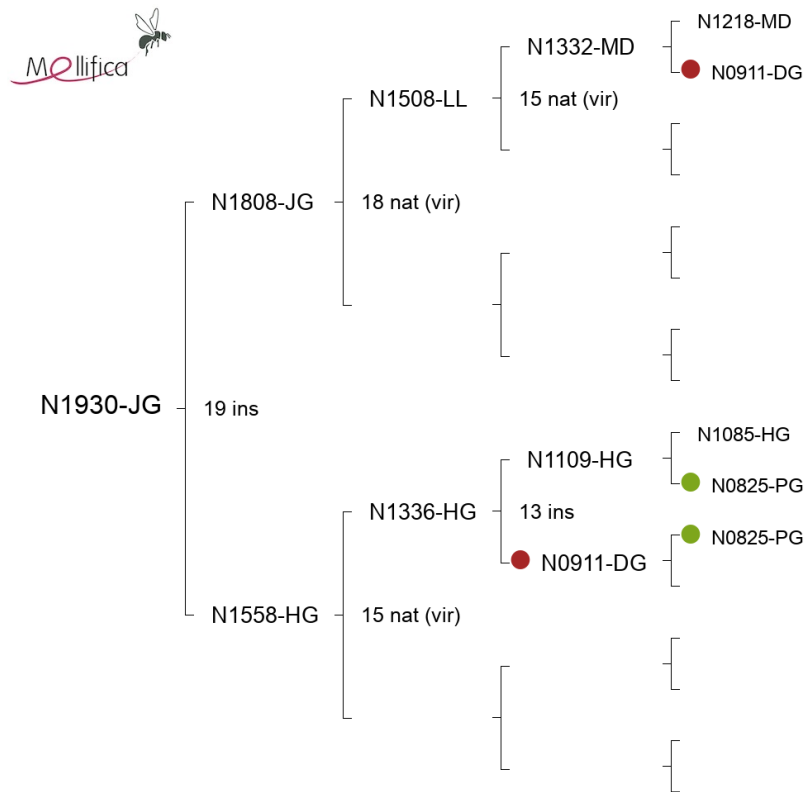 Mellifica
N1218-MD
N1332-MD
N0911-DG
N1508-LL
15 nat (vir)
N1808-JG
18 nat (vir)
N1930-JG
19 ins
N1085-HG
N1109-HG
N0825-PG
N1336-HG
13 ins
N0825-PG
N0911-DG
N1558-HG
15 nat (vir)